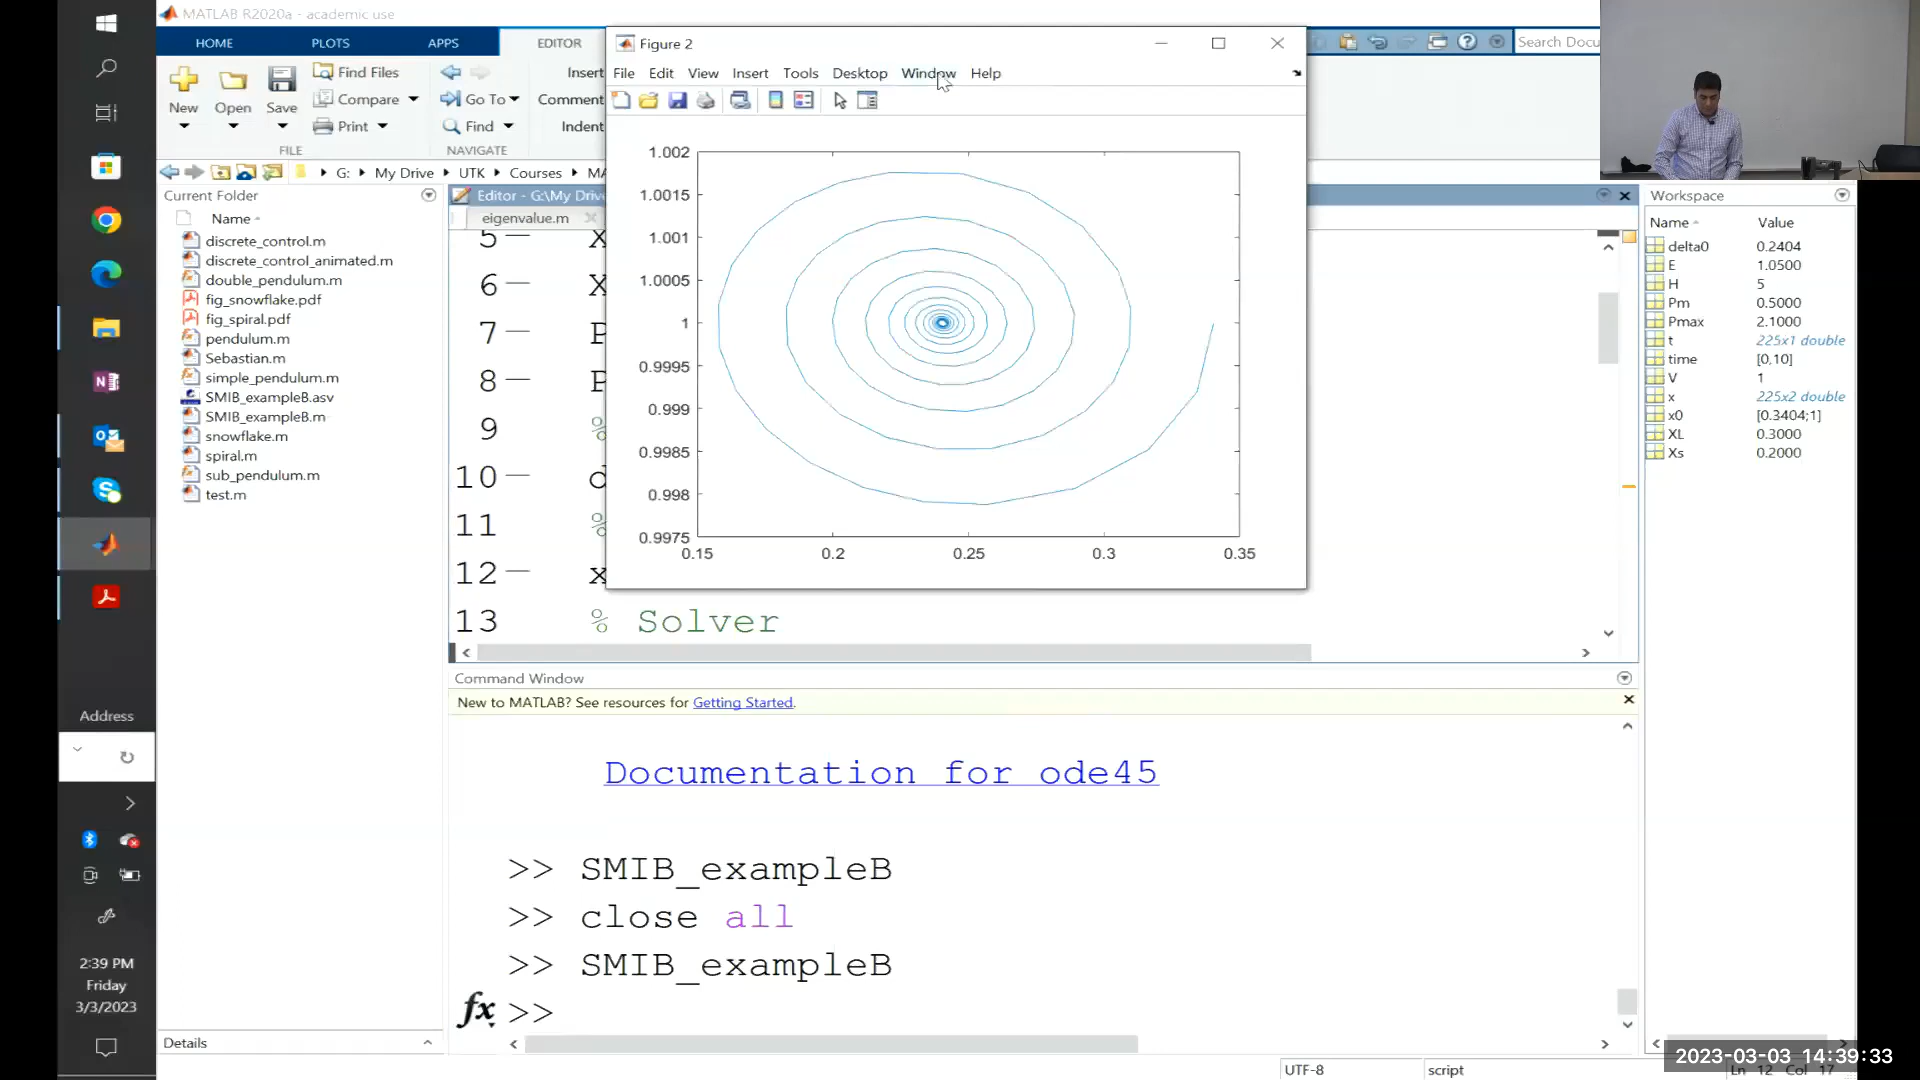 MATLAB R2020a - academic use
HOME PLOTS APPS EDITOR
Search Docu
New Open Save
Find Files
Compare
Print
FILE
Go To
Find
NAVIGATE
Insert
Comment
Indent
G: My Drive UTK Courses MA
Figure 2
File Edit View Insert Tools Desktop Window Help
1.002
1.0015
1.001
1.0005
1
0.9995
0.999
0.9985
0.998
0.9975
0.15 0.2 0.25 0.3 0.35
Current Folder
Name
discrete_control.m
discrete_control_animated.m
double_pendulum.m
fig_snowflake.pdf
fig_spiral.pdf
pendulum.m
Sebastian.m
simple_pendulum.m
SMIB_exampleB.asv
SMIB_exampleB.m
snowflake.m
spiral.m
sub_pendulum.m
test.m
Details
Editor - G:\My Driv
eigenvalue.m
5
6
7
8
9 %
10
11 %
12 x
13 % Solver
Command Window
New to MATLAB? See resources for Getting Started.
Documentation for ode45
>> SMIB_exampleB
>> close all
>> SMIB_exampleB
fx >>
Workspace
Name Value
delta0 0.2404
E 1.0500
H 5
Pm 0.5000
Pmax 2.1000
t 225x1 double
time [0,10]
V 1
x 225x2 double
x0 [0.3404;1]
XL 0.3000
Xs 0.2000
Address
2:39 PM
Friday
3/3/2023
UTF-8
script
Ln 12 Col 17
2023-03-03 14:39:33